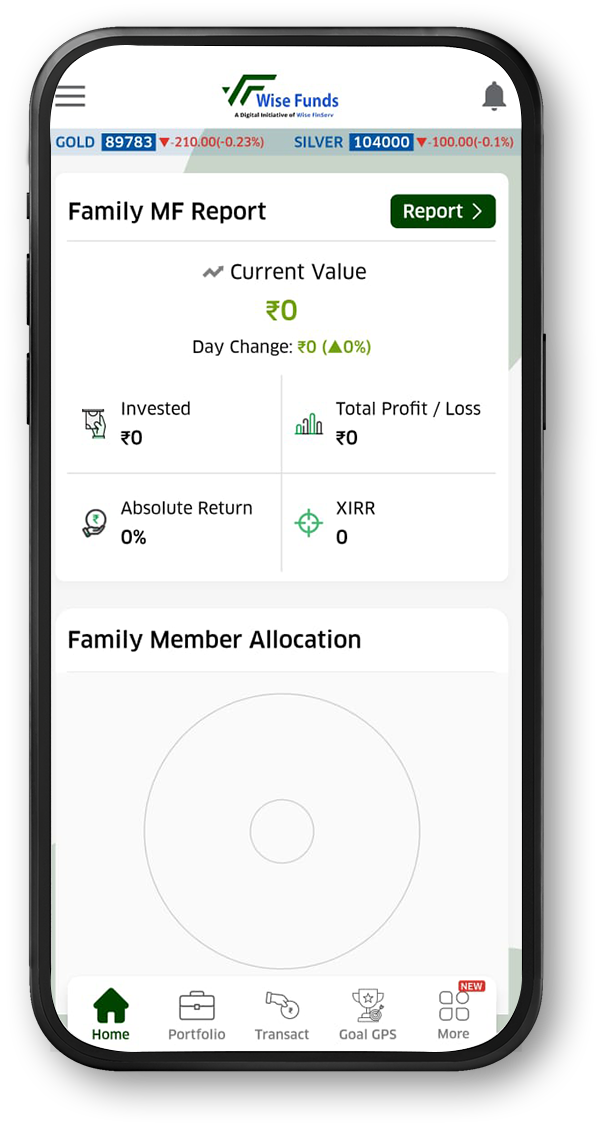 Wise Funds
A Digital Initiative of Wise FinServ
GOLD 89783 ▼-210.00(-0.23%) SILVER 104000 ▼-100.00(-0.1%)
Family MF Report
Report >
Current Value
₹0
Day Change: ₹0 (▲0%)
Invested
₹0
Total Profit / Loss
₹0
Absolute Return
0%
XIRR
0
Family Member Allocation
Home
Portfolio
Transact
Goal GPS
NEW
More